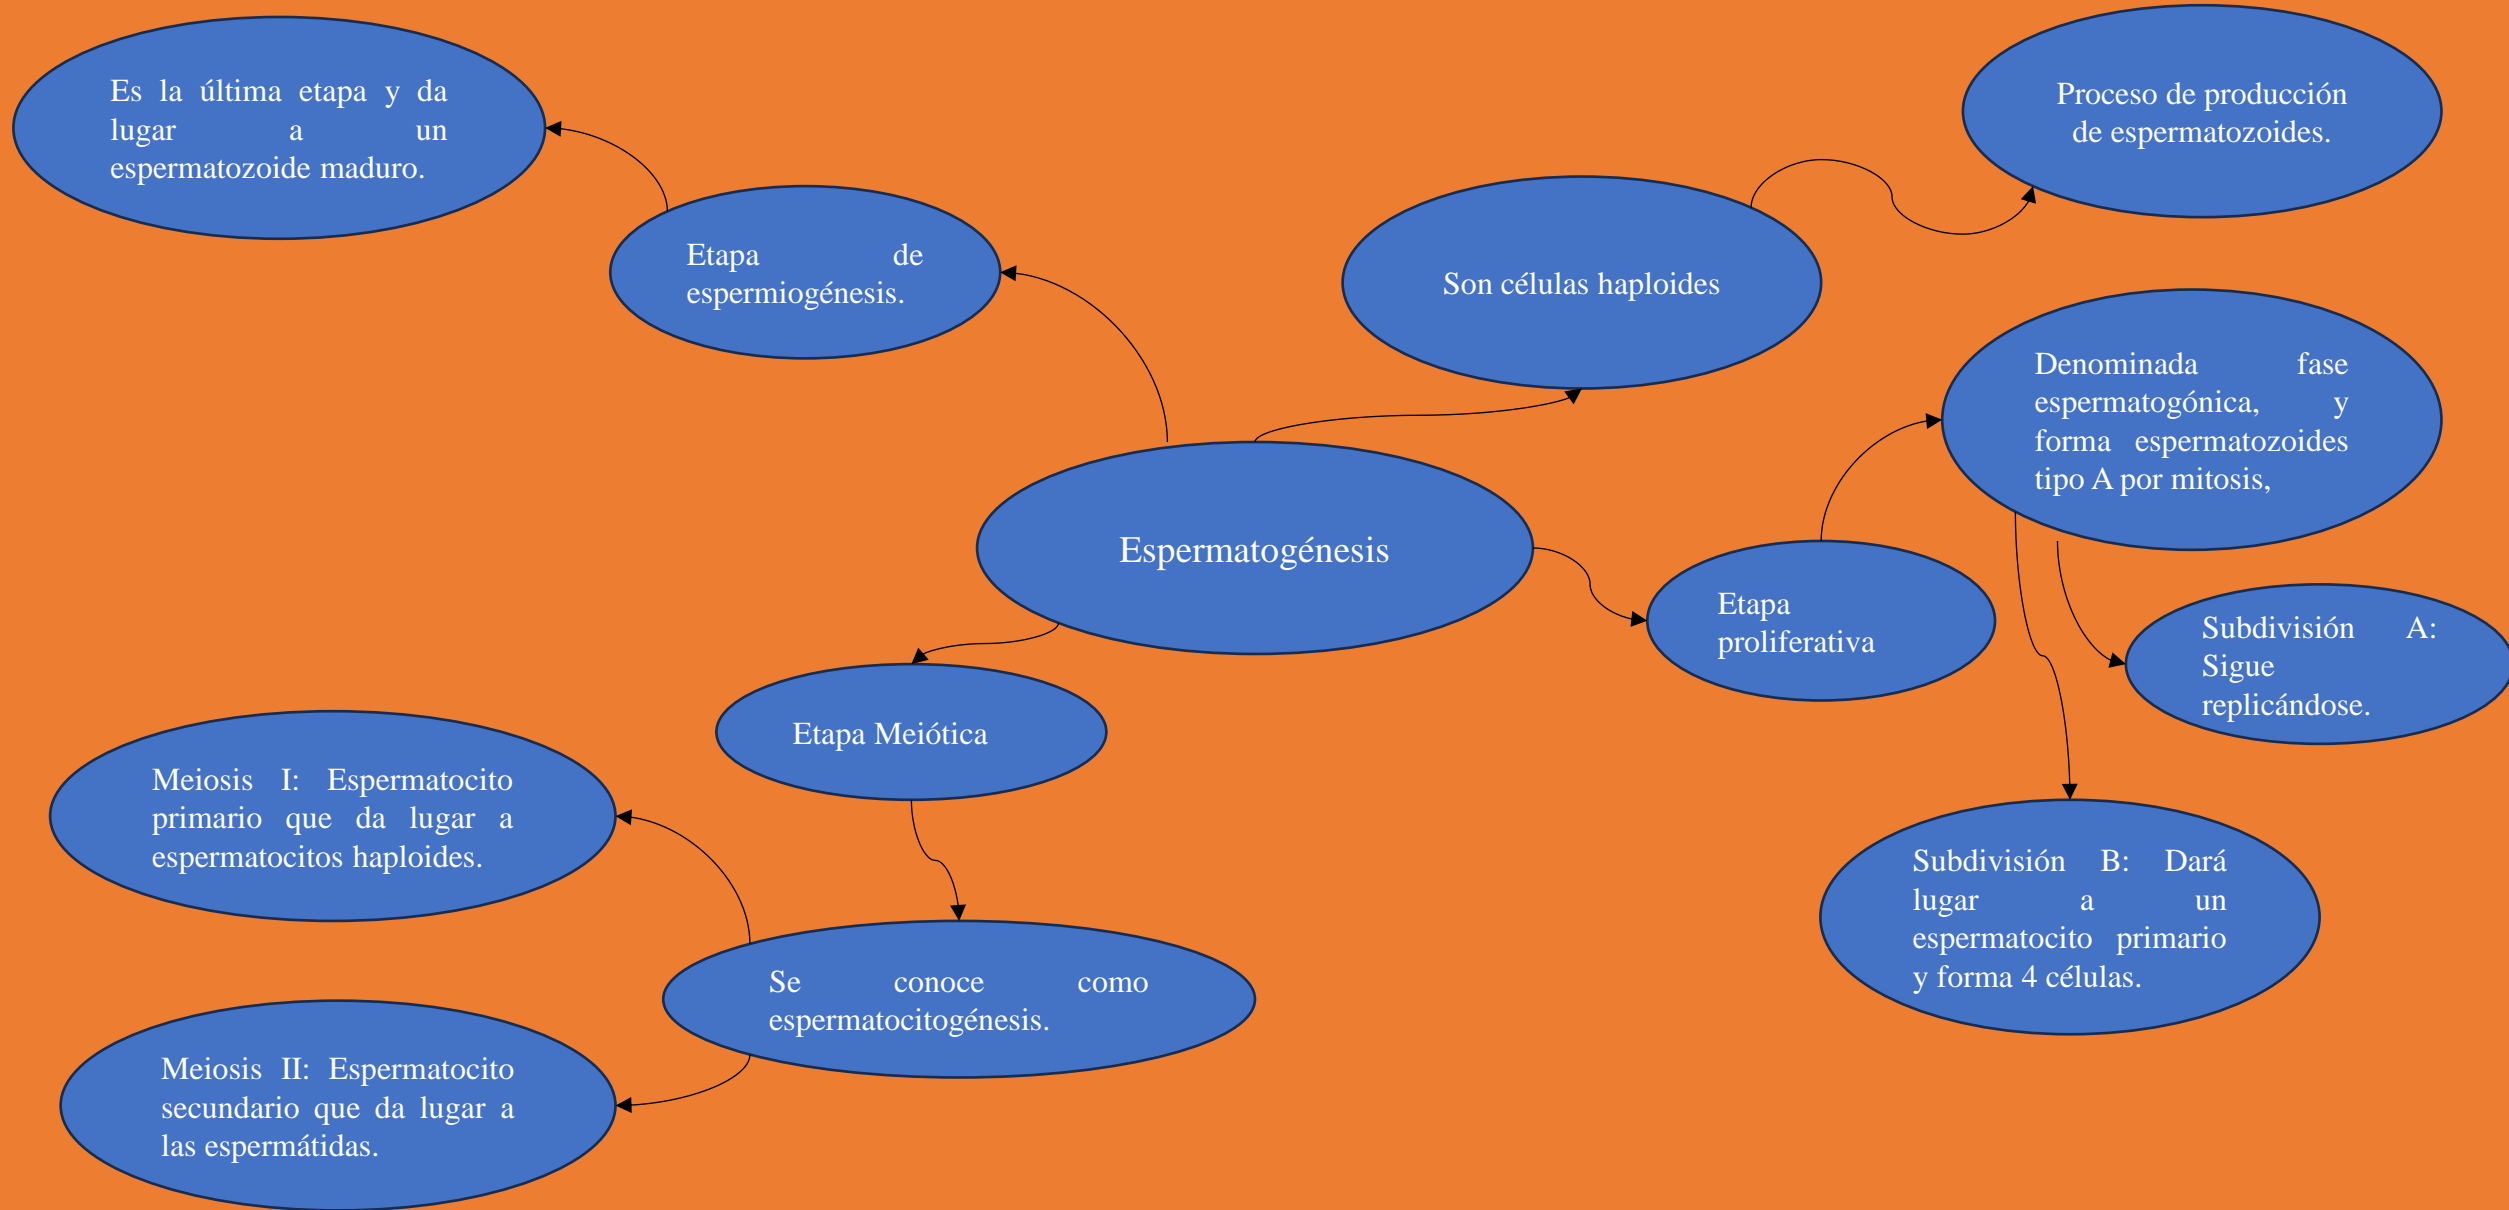 Es la última etapa y da
lugar a un
espermatozoide maduro.
Proceso de producción
de espermatozoides.
Etapa de
espermiogénesis.
Son células haploides
Denominada fase
espermatogónica, y
forma espermatozoides
tipo A por mitosis,
Espermatogénesis
Etapa
proliferativa
Subdivisión A:
Sigue
replicándose.
Etapa Meiótica
Meiosis I: Espermatocito
primario que da lugar a
espermatocitos haploides.
Subdivisión B: Dará
lugar a un
espermatocito primario
y forma 4 células.
Se conoce como
espermatocitogénesis.
Meiosis II: Espermatocito
secundario que da lugar a
las espermátidas.